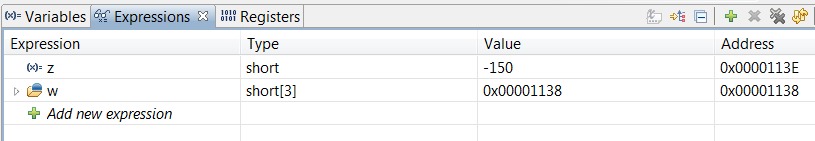 (x)= Variables Expressions Registers
Expression Type Value Address
(x)= z short -150 0x0000113E
w short[3] 0x00001138 0x00001138
Add new expression